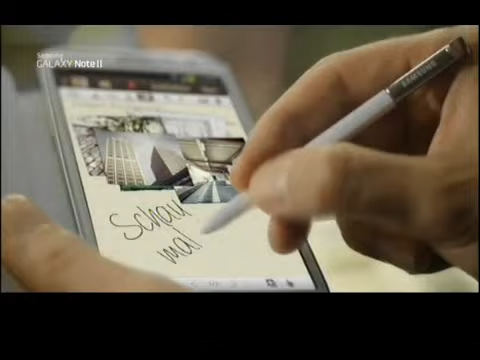 Samsung
GALAXY Note II
SAMSUNG
Schau
mal